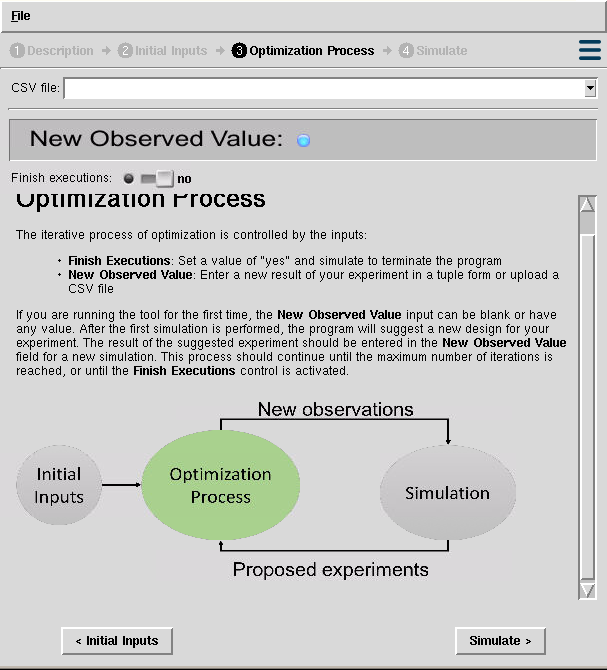 File
1 Description → 2 Initial Inputs → 3 Optimization Process → 4 Simulate
CSV file:
New Observed Value:
Finish executions: no
Optimization Process
The iterative process of optimization is controlled by the inputs:
• Finish Executions: Set a value of "yes" and simulate to terminate the program
• New Observed Value: Enter a new result of your experiment in a tuple form or upload a
CSV file
If you are running the tool for the first time, the New Observed Value input can be blank or have
any value. After the first simulation is performed, the program will suggest a new design for your
experiment. The result of the suggested experiment should be entered in the New Observed Value
field for a new simulation. This process should continue until the maximum number of iterations is
reached, or until the Finish Executions control is activated.
New observations
Initial
Inputs
Optimization
Process
Simulation
Proposed experiments
< Initial Inputs
Simulate >